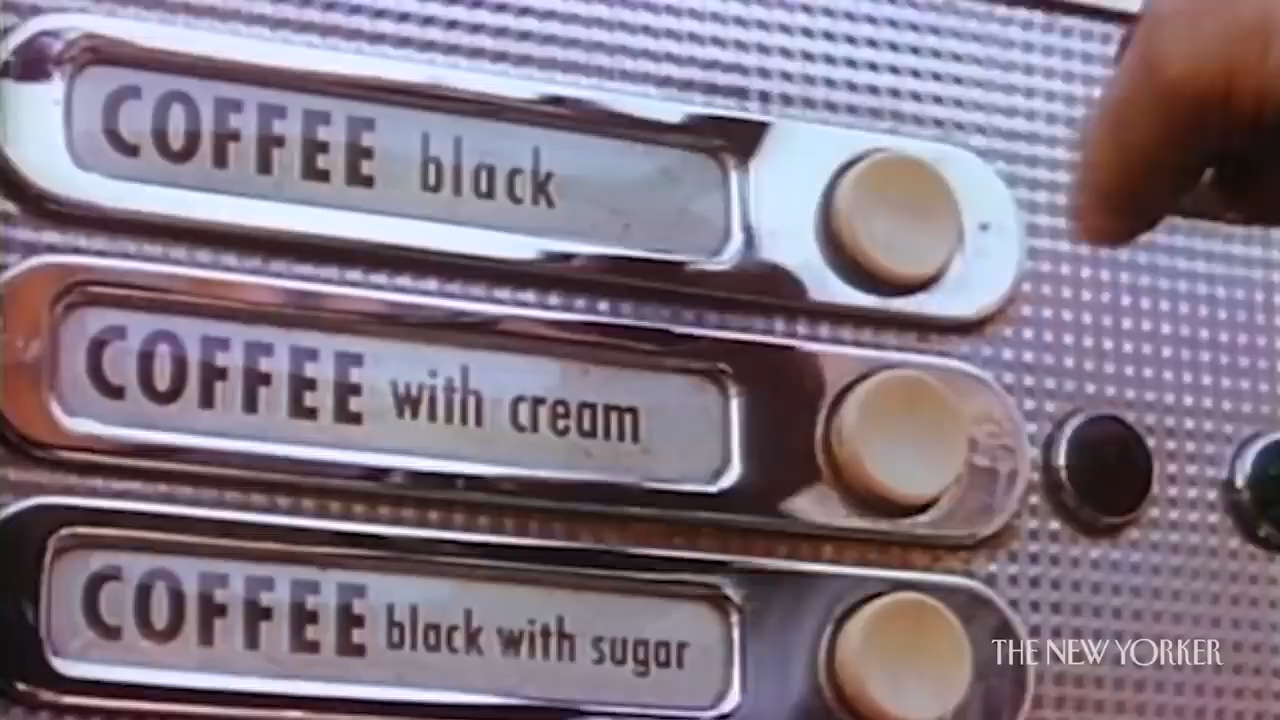 COFFEE black
COFFEE with cream
COFFEE black with sugar
THE NEW YORKER